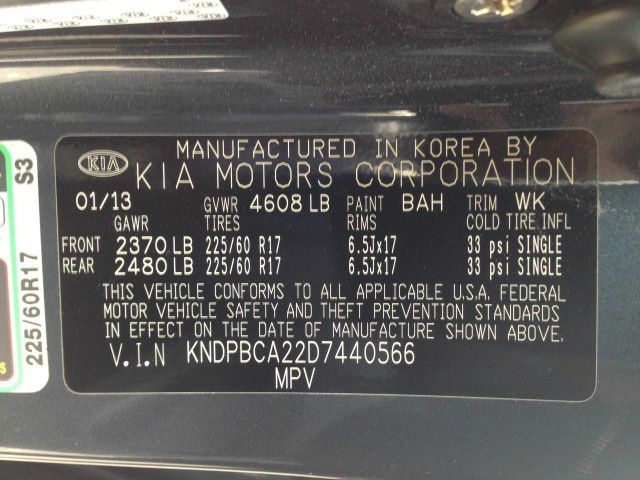 MANUFACTURED IN KOREA BY
KIA KIA MOTORS CORPORATION
01/13 GVWR 4608 LB PAINT BAH TRIM WK
GAWR TIRES RIMS COLD TIRE INFL
FRONT 2370 LB 225/60 R17 6.5Jx17 33 psi SINGLE
REAR 2480 LB 225/60 R17 6.5Jx17 33 psi SINGLE
THIS VEHICLE CONFORMS TO ALL APPLICABLE U.S.A. FEDERAL
MOTOR VEHICLE SAFETY AND THEFT PREVENTION STANDARDS
IN EFFECT ON THE DATE OF MANUFACTURE SHOWN ABOVE.
V.I.N KNDPBCA22D7440566
MPV
225/60R17 S3